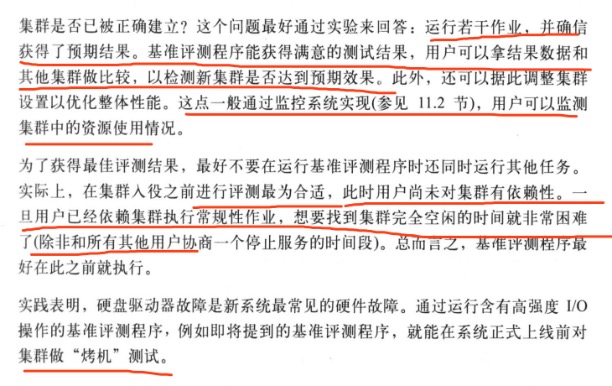 集群是否已被正确建立？这个问题最好通过实验来回答：运行若干作业，并确信
获得了预期结果。基准评测程序能获得满意的测试结果，用户可以拿结果数据和
其他集群做比较，以检测新集群是否达到预期效果。此外，还可以据此调整集群
设置以优化整体性能。这点一般通过监控系统实现(参见 11.2 节)，用户可以监测
集群中的资源使用情况。
为了获得最佳评测结果，最好不要在运行基准评测程序时还同时运行其他任务。
实际上，在集群入役之前进行评测最为合适，此时用户尚未对集群有依赖性。一
旦用户已经依赖集群执行常规性作业，想要找到集群完全空闲的时间就非常困难
了(除非和所有其他用户协商一个停止服务的时间段)。总而言之，基准评测程序最
好在此之前就执行。
实践表明，硬盘驱动器故障是新系统最常见的硬件故障。通过运行含有高强度 I/O
操作的基准评测程序，例如即将提到的基准评测程序，就能在系统正式上线前对
集群做“烤机”测试。